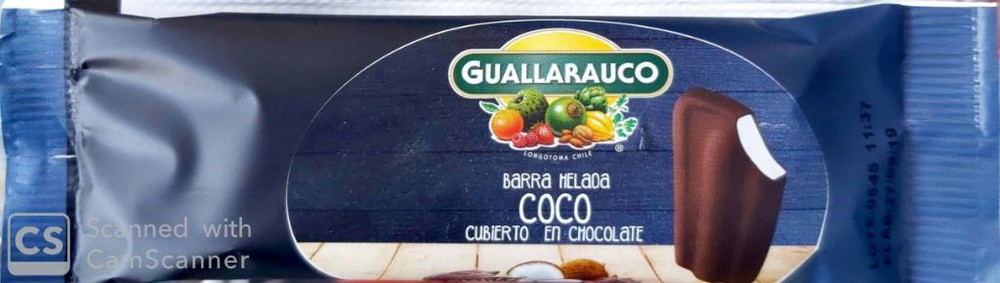 GUALLARAUCO
LONGOTOMA CHILE
®
BARRA HELADA
COCO
CUBIERTO EN CHOCOLATE
CS Scanned with
CamScanner